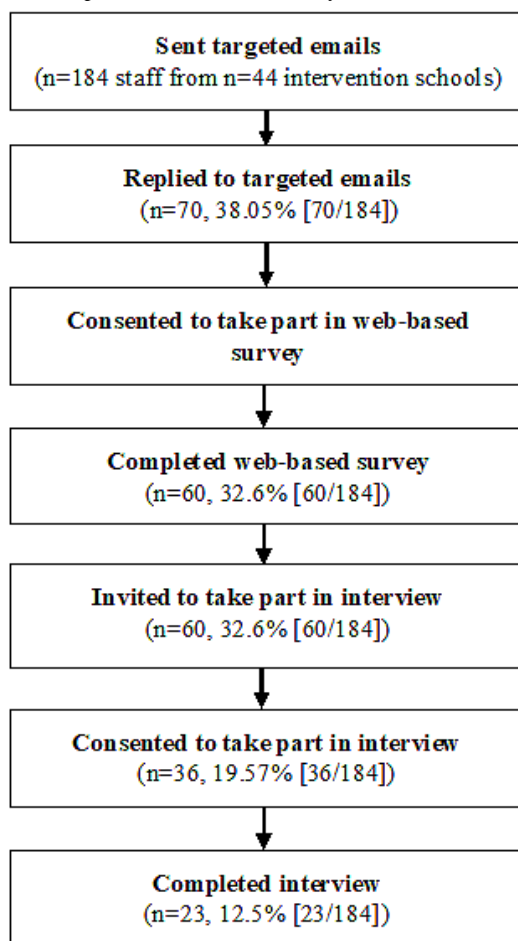 Sent targeted emails
(n=184 staff from n=44 intervention schools)
Replied to targeted emails
(n=70, 38.05% [70/184])
Consented to take part in web-based
survey
Completed web-based survey
(n=60, 32.6% [60/184])
Invited to take part in interview
(n=60, 32.6% [60/184])
Consented to take part in interview
(n=36, 19.57% [36/184])
Completed interview
(n=23, 12.5% [23/184])